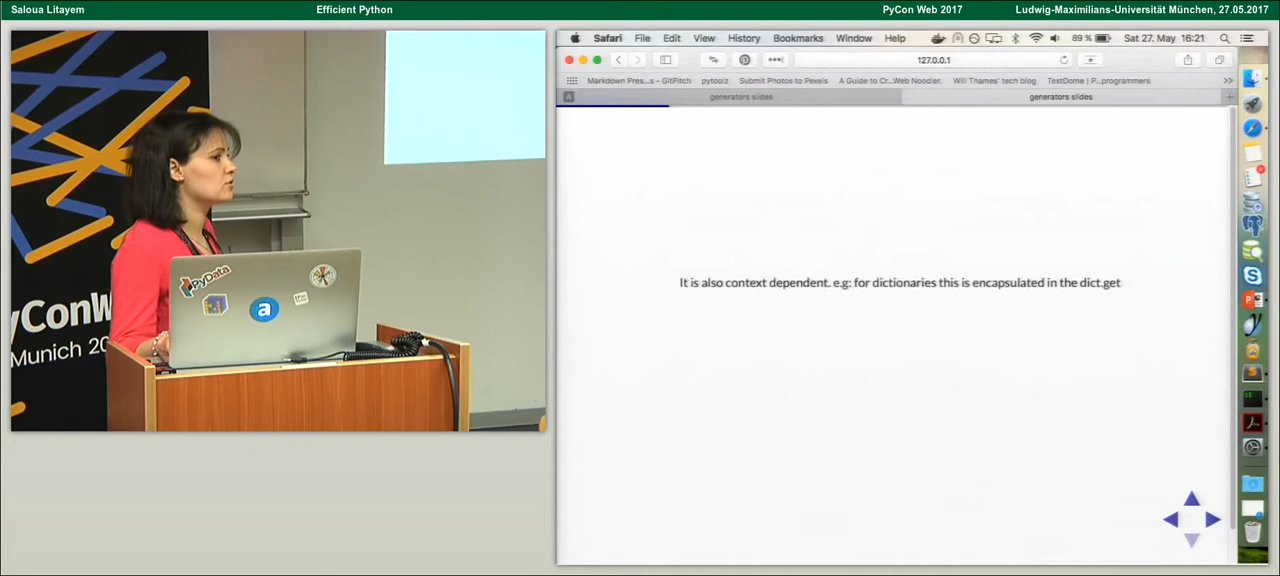 Saloua Litayem
Efficient Python
PyCon Web 2017
Ludwig-Maximilians-Universität München, 27.05.2017
Safari File Edit View History Bookmarks Window Help
89 % Sat 27. May 16:21
127.0.0.1
Markdown Pres...s - GitPitch pytooiz Submit Photos to Pexels A Guide to Cr...Web Noodler. Will Thames' tech blog TestDome | P...programmers
generators slides
generators slides
It is also context dependent. e.g: for dictionaries this is encapsulated in the dict.get
PyData
a
yConW
Munich 20